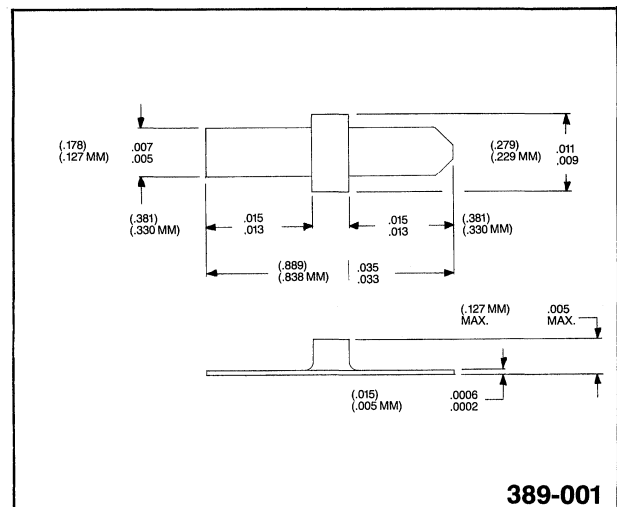 (.178) .007
(.127 MM) .005
(.279) .011
(.229 MM) .009
(.381) .015 .015 (.381)
(.330 MM) .013 .013 (.330 MM)
(.889) .035
(.838 MM) .033
(.127 MM) .005
MAX. MAX.
(.015) .0006
(.005 MM) .0002
389-001